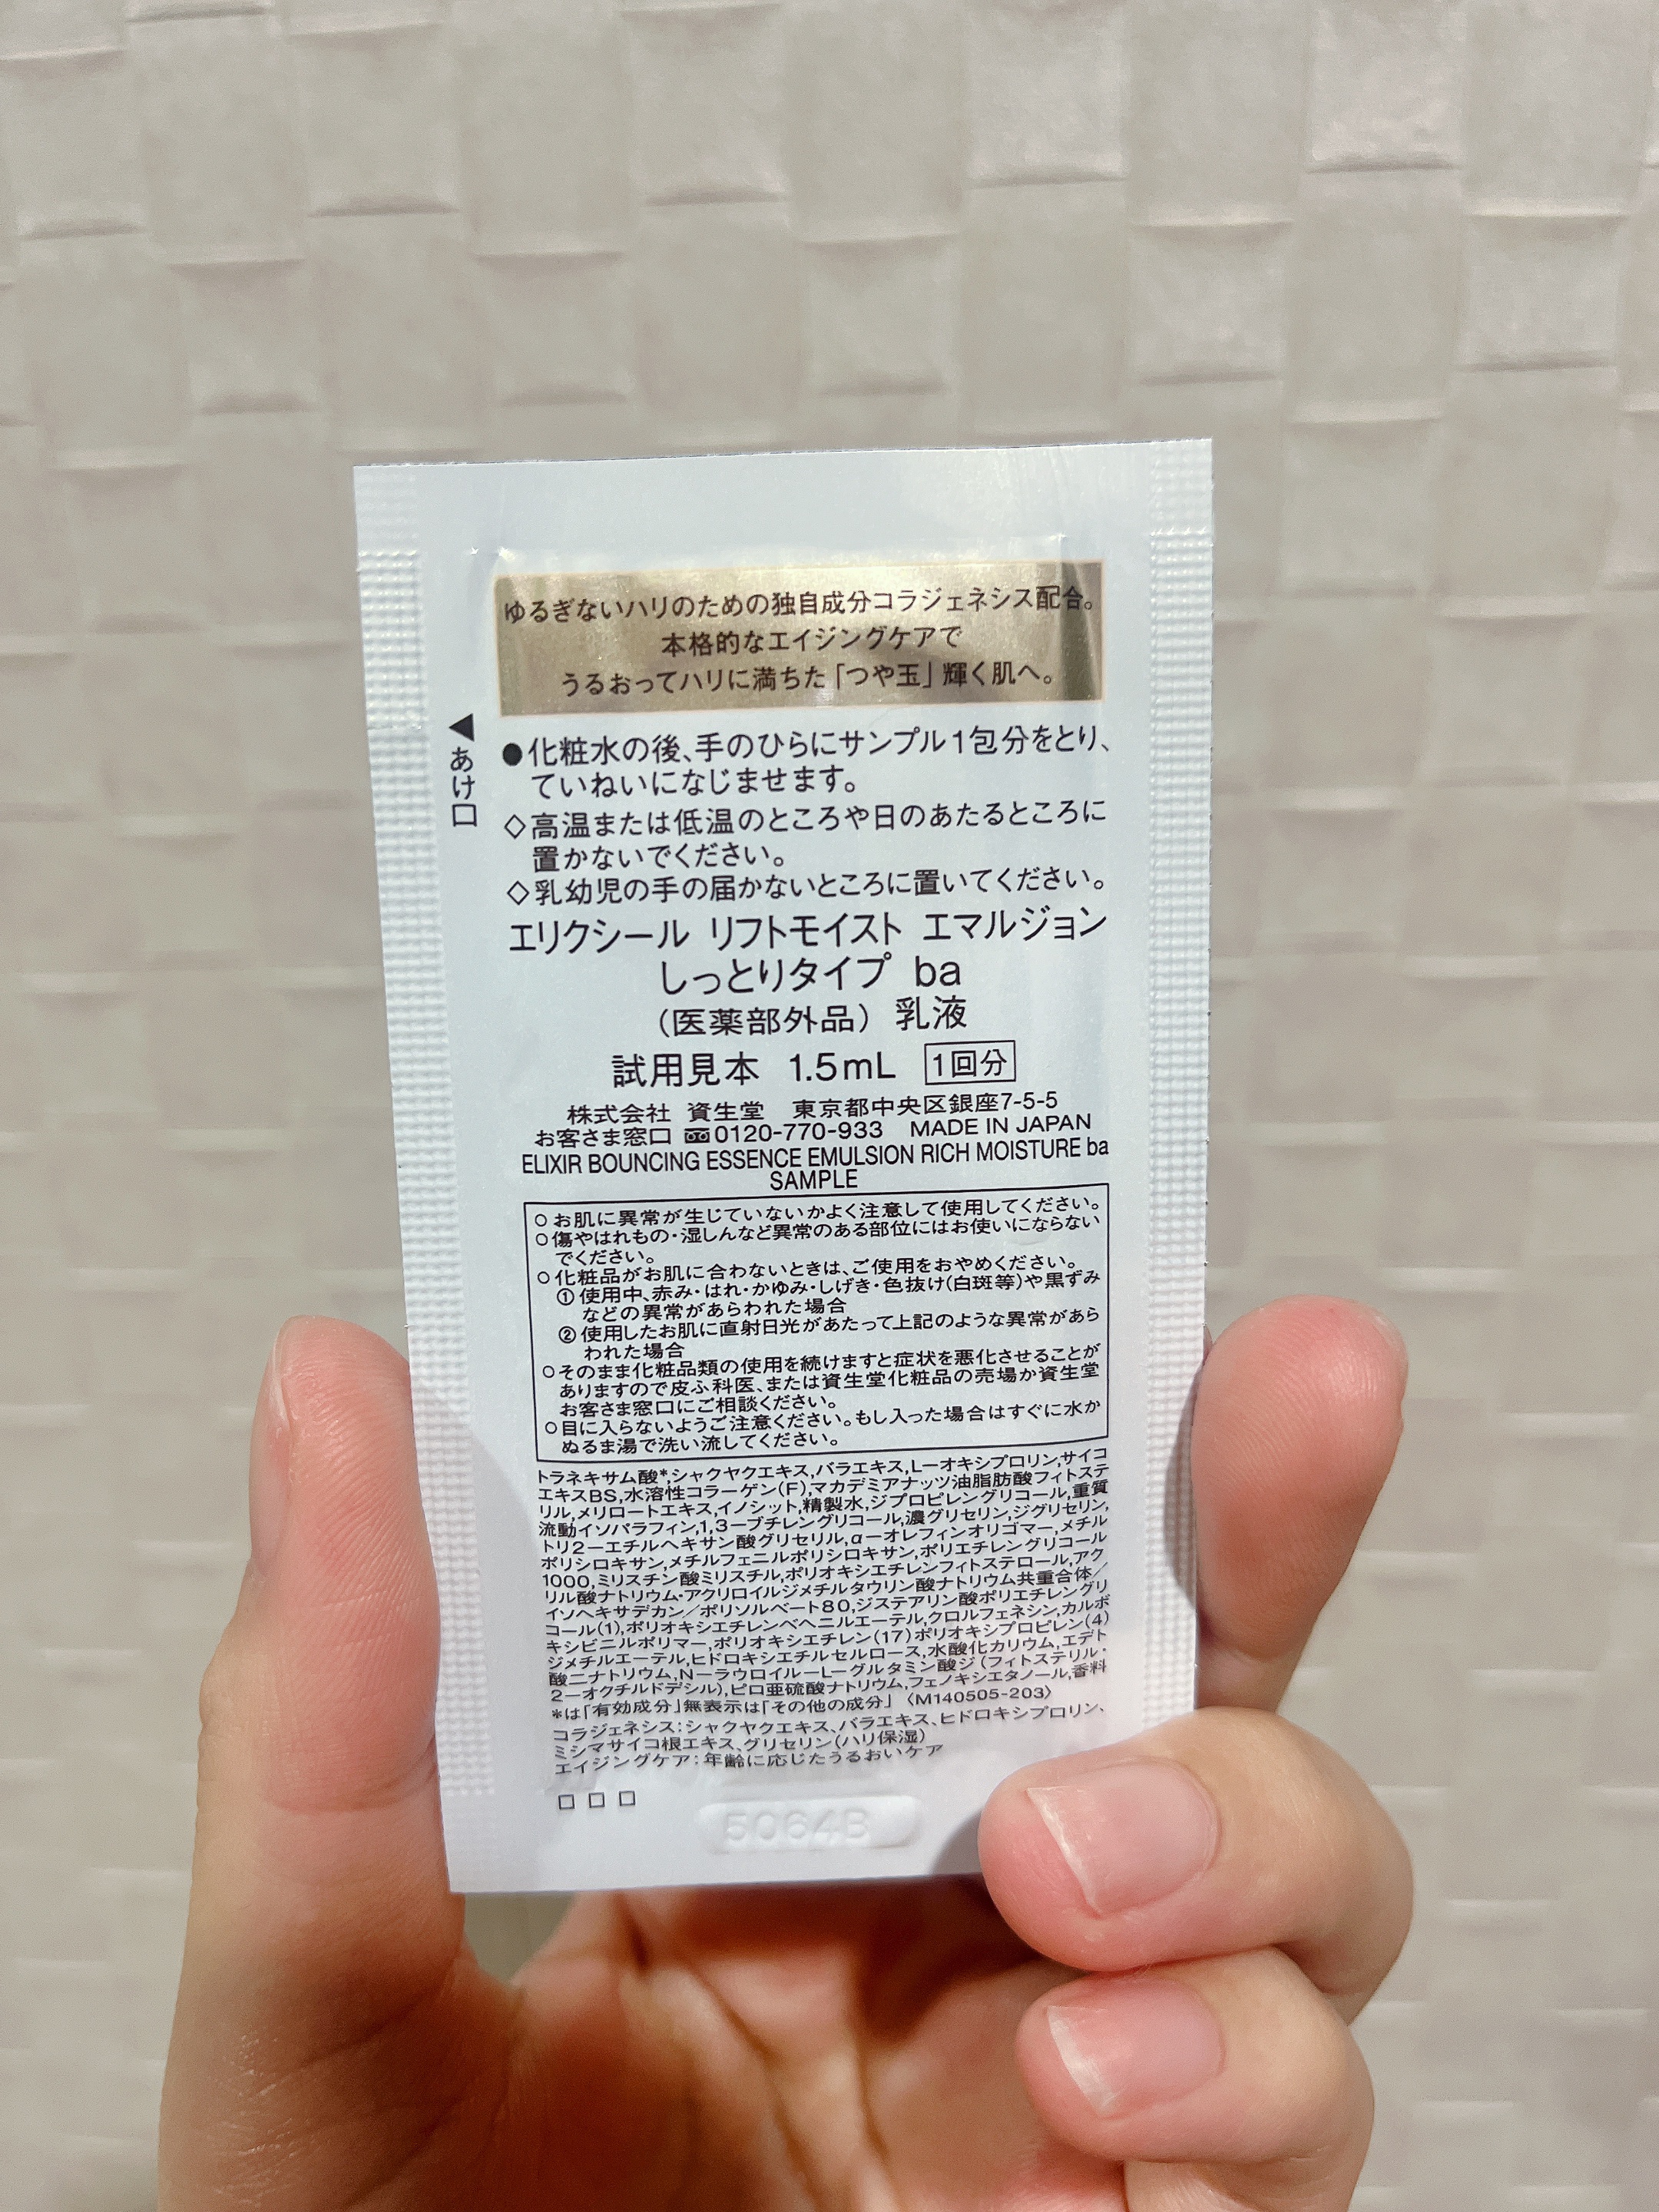 ゆるぎないハリのための独自成分コラジェネシス配合。
本格的なエイジングケアで
うるおってハリに満ちた「つや玉」輝く肌へ。
◀あけ口
●化粧水の後、手のひらにサンプル1包分をとり、
ていねいになじませます。
◇高温または低温のところや日のあたるところに
置かないでください。
◇乳幼児の手の届かないところに置いてください。
エリクシール リフトモイスト エマルジョン
しっとりタイプ ba
(医薬部外品) 乳液
試用見本 1.5mL 1回分
株式会社 資生堂 東京都中央区銀座7-5-5
お客さま窓口 0120-770-933 MADE IN JAPAN
ELIXIR BOUNCING ESSENCE EMULSION RICH MOISTURE ba
SAMPLE
○お肌に異常が生じていないかよく注意して使用してください。
○傷やはれもの・湿しんなど異常のある部位にはお使いにならない
でください。
○化粧品がお肌に合わないときは、ご使用をおやめください。
①使用中、赤み・はれ・かゆみ・しげき・色抜け(白斑等)や黒ずみ
などの異常があらわれた場合
②使用したお肌に直射日光があたって上記のような異常があら
われた場合
○そのまま化粧品類の使用を続けますと症状を悪化させることが
ありますので皮ふ科医、または資生堂化粧品の売場か資生堂
お客さま窓口にご相談ください。
○目に入らないようご注意ください。もし入った場合はすぐに水か
ぬるま湯で洗い流してください。
トラネキサム酸*,シャクヤクエキス,バラエキス,L-オキシプロリン,サイコ
エキスBS,水溶性コラーゲン(F),マカデミアナッツ油脂肪酸フィトステ
リル,メリロートエキス,イノシット,精製水,ジプロピレングリコール,重質
流動イソパラフィン,1,3-ブチレングリコール,濃グリセリン,ジグリセリン,
トリ2-エチルヘキサン酸グリセリル,α-オレフィンオリゴマー,メチル
ポリシロキサン,メチルフェニルポリシロキサン,ポリエチレングリコール
1000,ミリスチン酸ミリスチル,ポリオキシエチレンフィトステロール,アク
リル酸ナトリウム・アクリロイルジメチルタウリン酸ナトリウム共重合体/
イソヘキサデカン/ポリソルベート80,ジステアリン酸ポリエチレングリ
コール(1),ポリオキシエチレンベヘニルエーテル,クロルフェネシン,カルボ
キシビニルポリマー,ポリオキシエチレン(17)ポリオキシプロピレン(4)
ジメチルエーテル,ヒドロキシエチルセルロース,水酸化カリウム,エデト
酸二ナトリウム,N-ラウロイル-L-グルタミン酸ジ(フィトステリル・
2-オクチルドデシル),ピロ亜硫酸ナトリウム,フェノキシエタノール,香料
*は「有効成分」無表示は「その他の成分」〈M140505-203〉
コラジェネシス:シャクヤクエキス、バラエキス、ヒドロキシプロリン、
ミシマサイコ根エキス、グリセリン(ハリ保湿)
エイジングケア:年齢に応じたうるおいケア
□ □ □
5064B